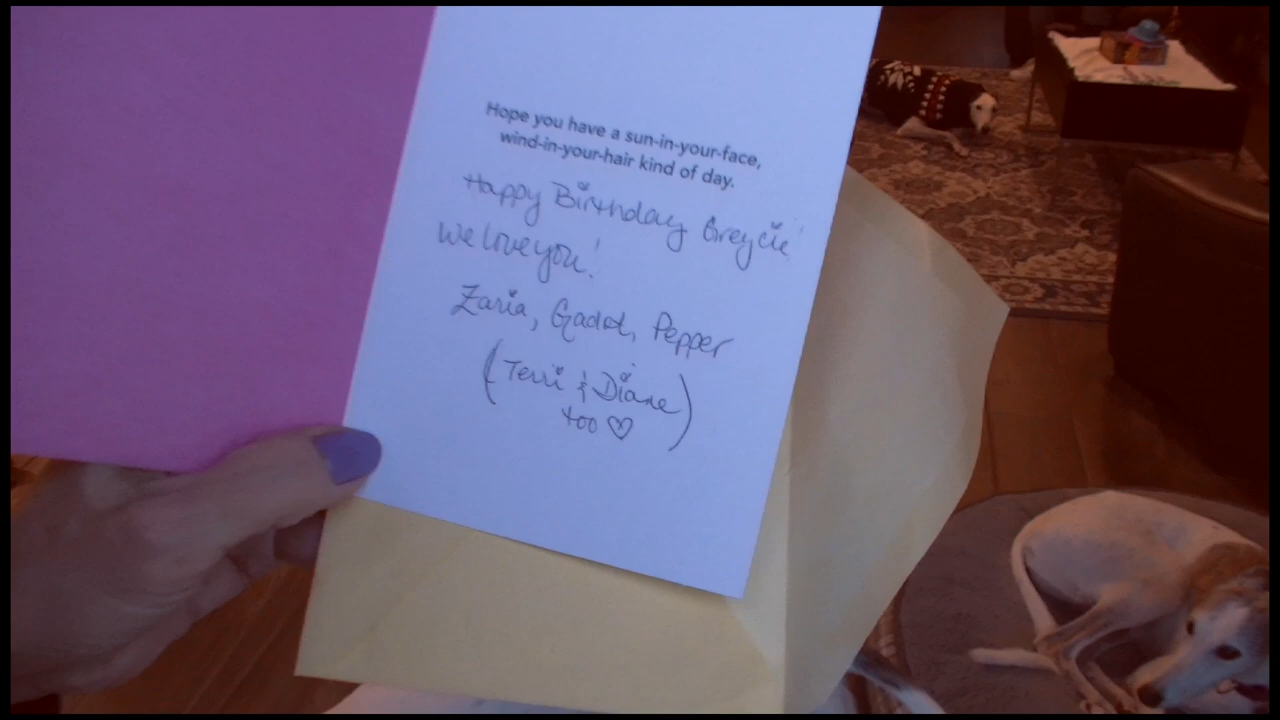 Hope you have a sun-in-your-face,
wind-in-your-hair kind of day.
Happy Birthday Greycie!
We love you!
Zaria, Gadot, Pepper
(Terri & Diane)
too ♡